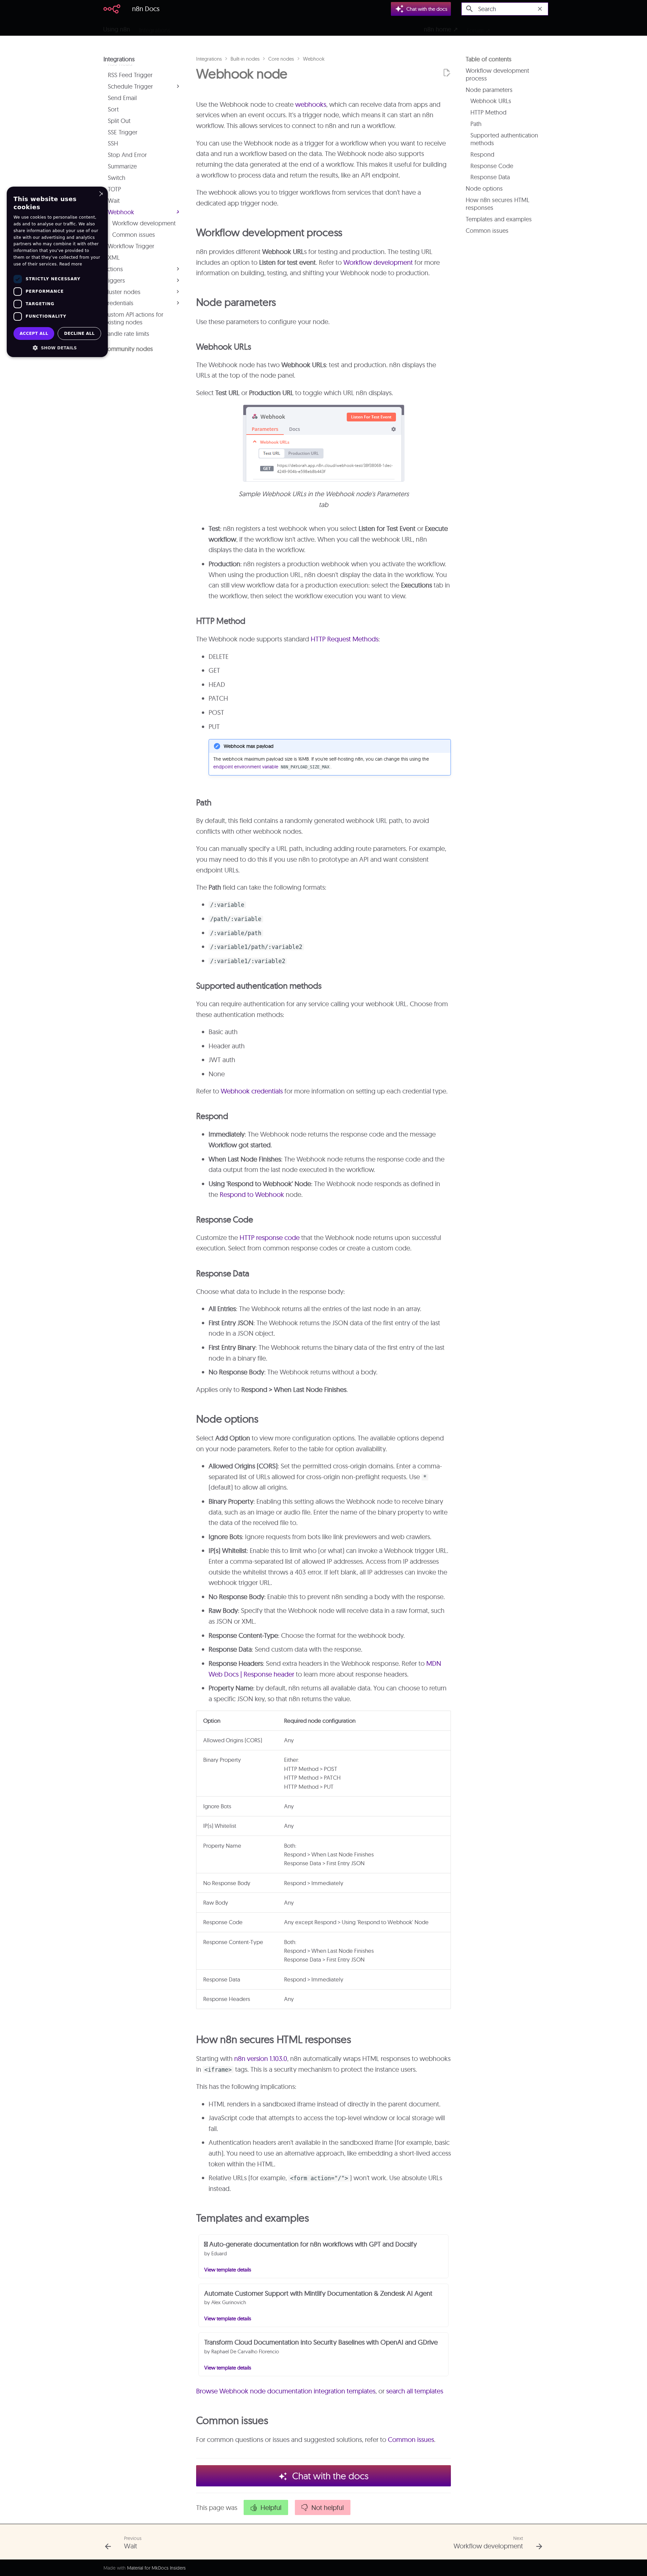 n8n Docs
Chat with the docs
Search
Integrations
RSS Feed Trigger
Schedule Trigger
Send Email
Sort
Split Out
SSE Trigger
SSH
Stop And Error
Summarize
Switch
TOTP
Wait
Webhook
Workflow development
Common issues
Workflow Trigger
XML
This website uses
cookies
We use cookies to personalize content,
ads and to analyse our traffic. We also
share information about your use of our
site with our advertising and analytics
partners who may combine it with other
information that you've provided to
them or that they've collected from your
use of their services. Read more
STRICTLY NECESSARY
PERFORMANCE
TARGETING
FUNCTIONALITY
ACCEPT ALL
DECLINE ALL
SHOW DETAILS
Integrations > Built-in nodes > Core nodes > Webhook
Webhook node
Use the Webhook node to create webhooks, which can receive data from apps and
services when an event occurs. It's a trigger node, which means it can start an n8n
workflow. This allows services to connect to n8n and run a workflow.
You can use the Webhook node as a trigger for a workflow when you want to receive
data and run a workflow based on the data. The Webhook node also supports
returning the data generated at the end of a workflow. This makes it useful for building
a workflow to process data and return the results, like an API endpoint.
The webhook allows you to trigger workflows from services that don't have a
dedicated app trigger node.
Workflow development process
n8n provides different Webhook URLs for testing and production. The testing URL
includes an option to Listen for test event. Refer to Workflow development for more
information on building, testing, and shifting your Webhook node to production.
Node parameters
Use these parameters to configure your node.
Webhook URLs
The Webhook node has two Webhook URLs: test and production. n8n displays the
URLs at the top of the node panel.
Select Test URL or Production URL to toggle which URL n8n displays.
Webhook
Listen For Test Event
Parameters Docs
Webhook URLs
Test URL Production URL
GET
Sample Webhook URLs in the Webhook node's Parameters
tab
Test: n8n registers a test webhook when you select Listen for Test Event or Execute
workflow, if the workflow isn't active. When you call the webhook URL, n8n
displays the data in the workflow.
Production: n8n registers a production webhook when you activate the workflow.
When using the production URL, n8n doesn't display the data in the workflow. You
can still view workflow data for a production execution: select the Executions tab in
the workflow, then select the workflow execution you want to view.
HTTP Method
The Webhook node supports standard HTTP Request Methods:
DELETE
GET
HEAD
PATCH
POST
PUT
Webhook max payload
The webhook maximum payload size is 16MB. If you're self-hosting n8n, you can change this using the
endpoint environment variable N8N_PAYLOAD_SIZE_MAX.
Path
By default, this field contains a randomly generated webhook URL path, to avoid
conflicts with other webhook nodes.
You can manually specify a URL path, including adding route parameters. For example,
you may need to do this if you use n8n to prototype an API and want consistent
endpoint URLs.
The Path field can take the following formats:
/:variable
/path/:variable
/:variable/path
/:variable1/path/:variable2
/:variable1/:variable2
Supported authentication methods
You can require authentication for any service calling your webhook URL. Choose from
these authentication methods:
Basic auth
Header auth
JWT auth
None
Refer to Webhook credentials for more information on setting up each credential type.
Respond
Immediately: The Webhook node returns the response code and the message
Workflow got started.
When Last Node Finishes: The Webhook node returns the response code and the
data output from the last node executed in the workflow.
Using 'Respond to Webhook' Node: The Webhook node responds as defined in
the Respond to Webhook node.
Response Code
Customize the HTTP response code that the Webhook node returns upon successful
execution. Select from common response codes or create a custom code.
Response Data
Choose what data to include in the response body:
All Entries: The Webhook returns all the entries of the last node in an array.
First Entry JSON: The Webhook returns the JSON data of the first entry of the last
node in a JSON object.
First Entry Binary: The Webhook returns the binary data of the first entry of the last
node in a binary file.
No Response Body: The Webhook returns without a body.
Applies only to Respond > When Last Node Finishes.
Node options
Select Add Option to view more configuration options. The available options depend
on your node parameters. Refer to the table for option availability.
Allowed Origins (CORS): Set the permitted cross-origin domains. Enter a comma-
separated list of URLs allowed for cross-origin non-preflight requests. Use *
(default) to allow all origins.
Binary Property: Enabling this setting allows the Webhook node to receive binary
data, such as an image or audio file. Enter the name of the binary property to write
the data of the received file to.
Ignore Bots: Ignore requests from bots like link previewers and web crawlers.
IP(s) Whitelist: Enable this to limit who (or what) can invoke a Webhook trigger URL.
Enter a comma-separated list of allowed IP addresses. Access from IP addresses
outside the whitelist throws a 403 error. If left blank, all IP addresses can invoke the
webhook trigger URL.
No Response Body: Enable this to prevent n8n sending a body with the response.
Raw Body: Specify that the Webhook node will receive data in a raw format, such
as JSON or XML.
Response Content-Type: Choose the format for the webhook body.
Response Data: Send custom data with the response.
Response Headers: Send extra headers in the Webhook response. Refer to MDN
Web Docs | Response header to learn more about response headers.
Property Name: by default, n8n returns all available data. You can choose to return
a specific JSON key, so that n8n returns the value.
Option Required node configuration
Allowed Origins (CORS) Any
Binary Property Either:
HTTP Method > POST
HTTP Method > PATCH
HTTP Method > PUT
Ignore Bots Any
IP(s) Whitelist Any
Property Name Both:
Respond > When Last Node Finishes
Response Data > First Entry JSON
No Response Body Respond > Immediately
Raw Body Any
Response Code Any except Respond > Using 'Respond to Webhook' Node
Response Content-Type Both:
Respond > When Last Node Finishes
Response Data > First Entry JSON
Response Data Respond > Immediately
Response Headers Any
How n8n secures HTML responses
Starting with n8n version 1.103.0, n8n automatically wraps HTML responses to webhooks
in <iframe> tags. This is a security mechanism to protect the instance users.
This has the following implications:
HTML renders in a sandboxed iframe instead of directly in the parent document.
JavaScript code that attempts to access the top-level window or local storage will
fail.
Authentication headers aren't available in the sandboxed iframe (for example, basic
auth). You need to use an alternative approach, like embedding a short-lived access
token within the HTML.
Relative URLs (for example, <form action="/">) won't work. Use absolute URLs
instead.
Templates and examples
Auto-generate documentation for n8n workflows with GPT and Docsify
by Eduard
View template details
Automate Customer Support with Mintlify Documentation & Zendesk AI Agent
by Alex Gurinovich
View template details
Transform Cloud Documentation into Security Baselines with OpenAI and GDrive
by Raphael De Carvalho Florencio
View template details
Browse Webhook node documentation integration templates, or search all templates
Common issues
For common questions or issues and suggested solutions, refer to Common issues.
Chat with the docs
This page was Helpful Not helpful
Table of contents
Workflow development
process
Node parameters
Webhook URLs
HTTP Method
Path
Supported authentication
methods
Respond
Response Code
Response Data
Node options
How n8n secures HTML
responses
Templates and examples
Common issues
Previous
Wait
Next
Workflow development
Made with Material for MkDocs Insiders